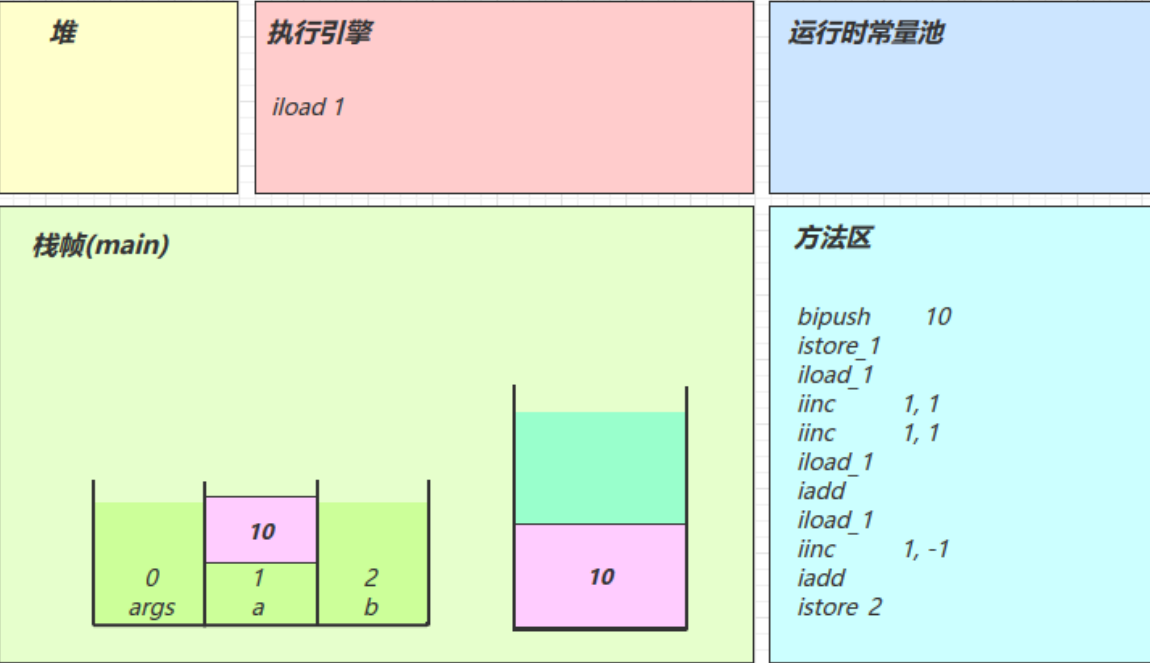 堆
执行引擎
iload 1
运行时常量池
栈帧(main)
10
0 1 2
args a b
10
方法区
bipush 10
istore_1
iload_1
iinc 1, 1
iinc 1, 1
iload_1
iadd
iload_1
iinc 1, -1
iadd
istore 2